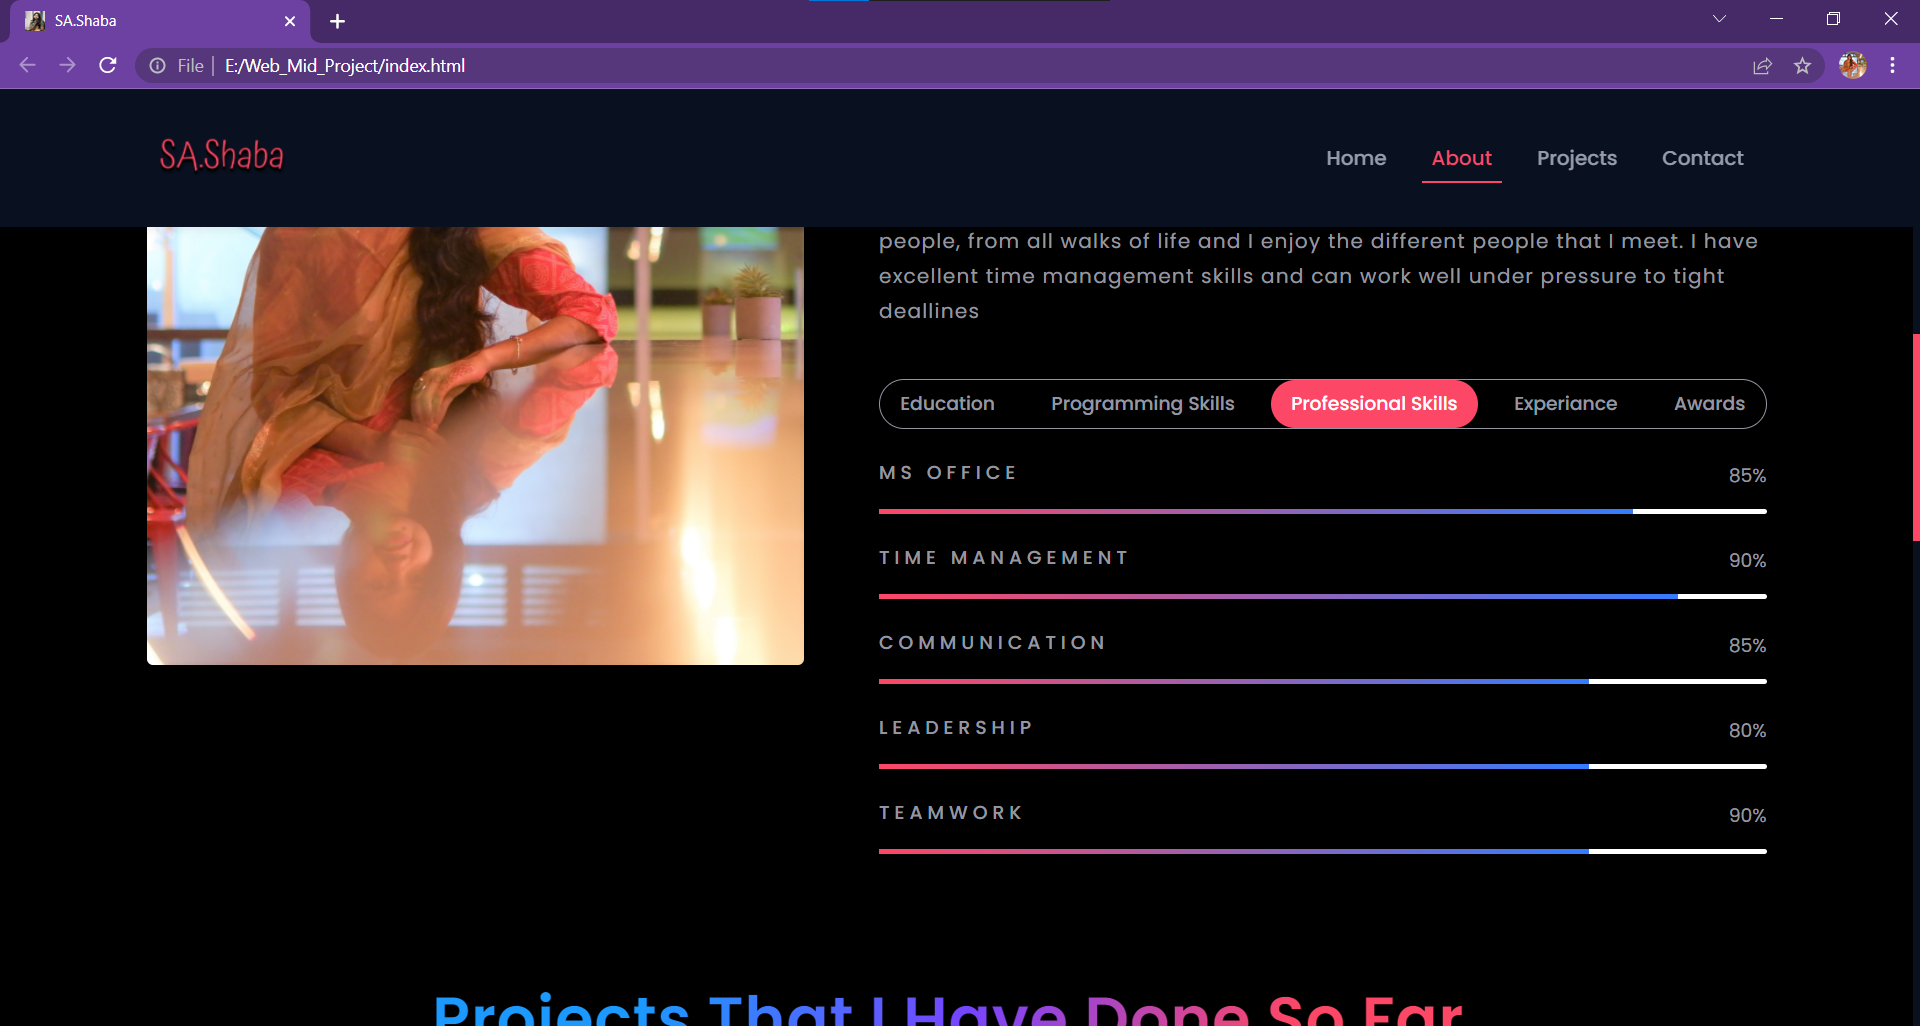 SA.Shaba
File | E:/Web_Mid_Project/index.html
SA.Shaba
Home About Projects Contact
people, from all walks of life and I enjoy the different people that I meet. I have
excellent time management skills and can work well under pressure to tight
deallines
Education Programming Skills Professional Skills Experiance Awards
MS OFFICE 85%
TIME MANAGEMENT 90%
COMMUNICATION 85%
LEADERSHIP 80%
TEAMWORK 90%
Projects That I Have Done So Far